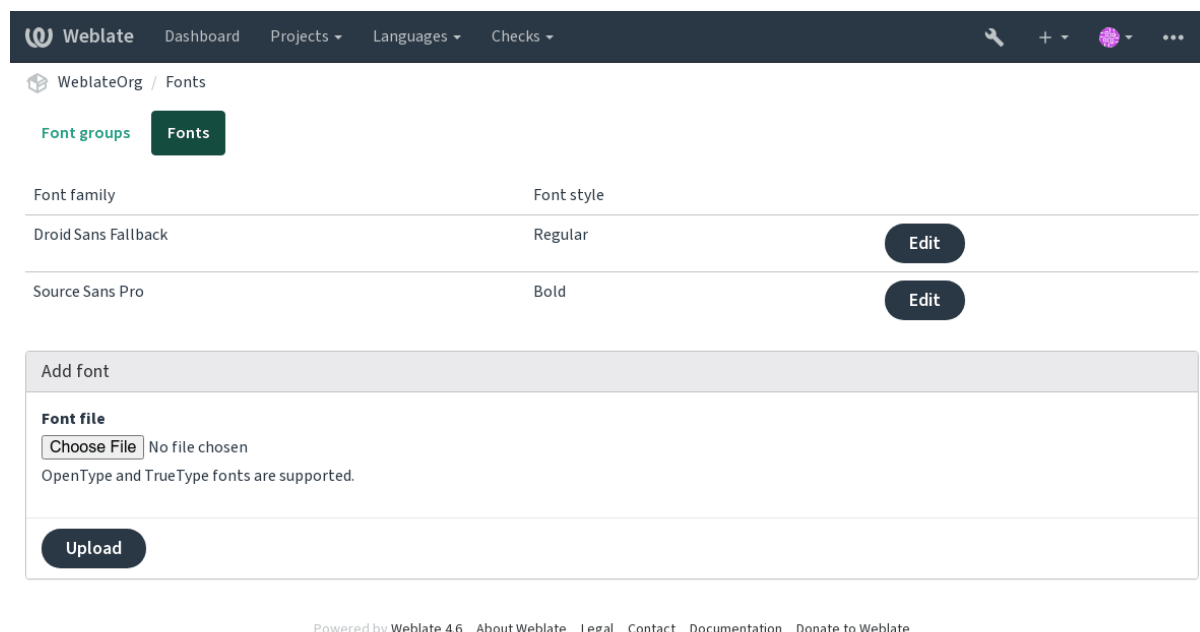 Weblate Dashboard Projects Languages Checks
WeblateOrg / Fonts
Font groups Fonts
Font family Font style
Droid Sans Fallback Regular Edit
Source Sans Pro Bold Edit
Add font
Font file
Choose File No file chosen
OpenType and TrueType fonts are supported.
Upload
Powered by Weblate 4.6 About Weblate Legal Contact Documentation Donate to Weblate